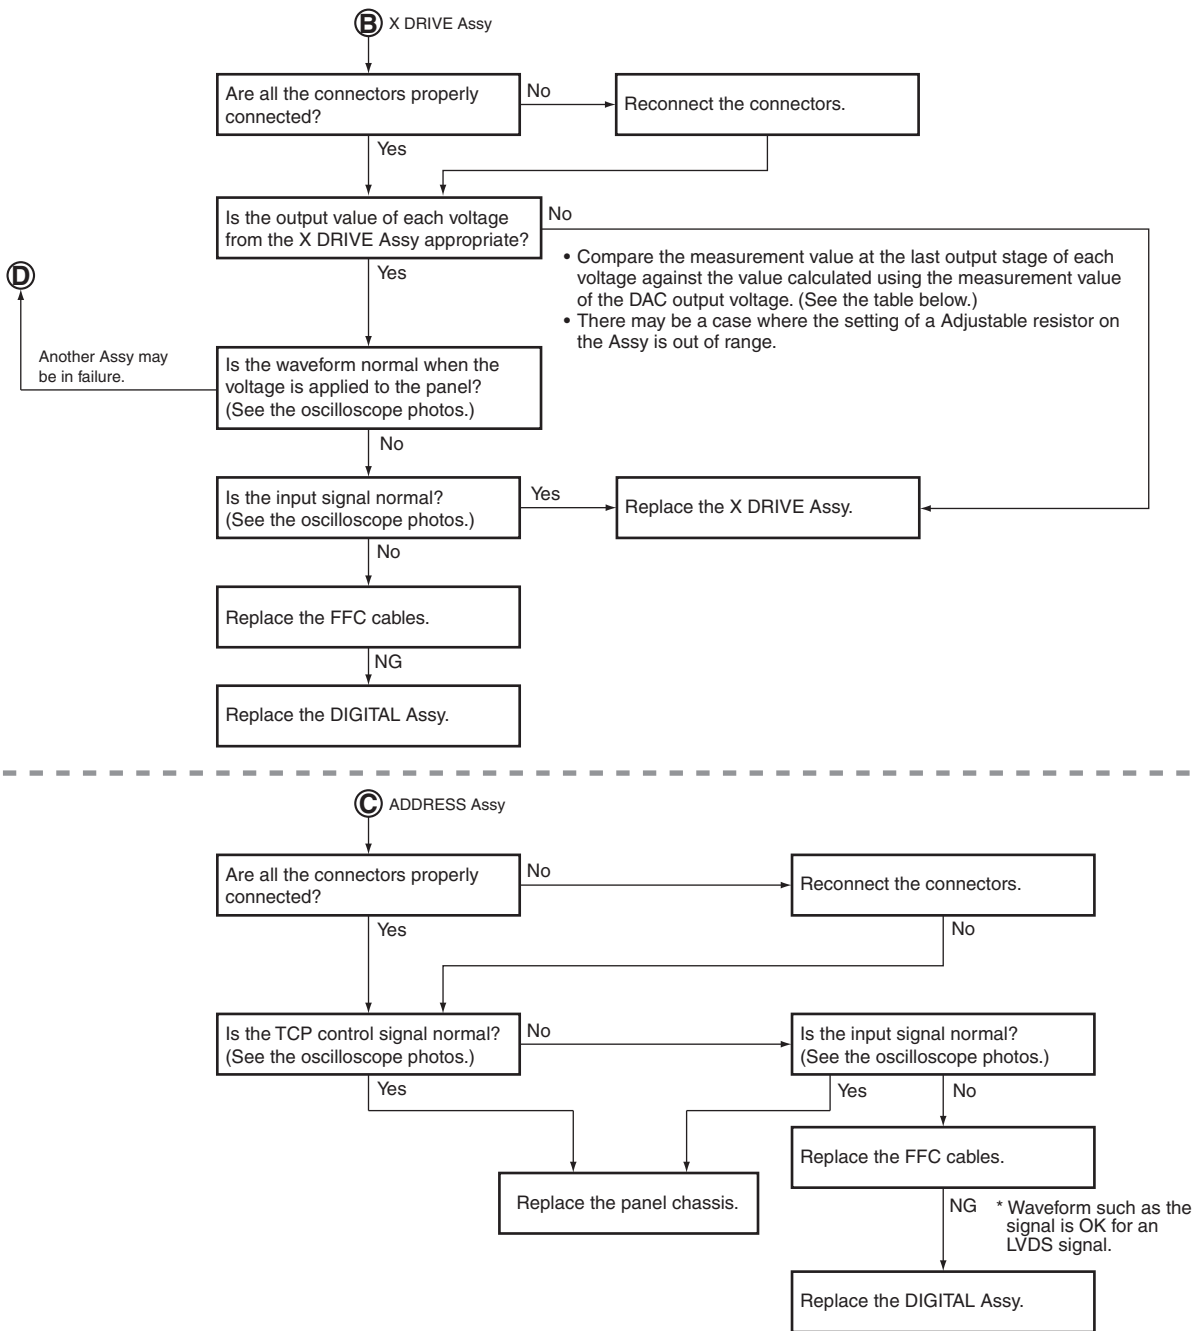 B X DRIVE Assy
Are all the connectors properly
connected?
No
Reconnect the connectors.
Yes
Is the output value of each voltage
from the X DRIVE Assy appropriate?
No
• Compare the measurement value at the last output stage of each
voltage against the value calculated using the measurement value
of the DAC output voltage. (See the table below.)
• There may be a case where the setting of a Adjustable resistor on
the Assy is out of range.
Yes
D
Another Assy may
be in failure.
Is the waveform normal when the
voltage is applied to the panel?
(See the oscilloscope photos.)
No
Is the input signal normal?
(See the oscilloscope photos.)
Yes
Replace the X DRIVE Assy.
No
Replace the FFC cables.
NG
Replace the DIGITAL Assy.
C ADDRESS Assy
Are all the connectors properly
connected?
No
Reconnect the connectors.
Yes
No
Is the TCP control signal normal?
(See the oscilloscope photos.)
No
Is the input signal normal?
(See the oscilloscope photos.)
Yes
Yes
No
Replace the panel chassis.
Replace the FFC cables.
NG
* Waveform such as the
signal is OK for an
LVDS signal.
Replace the DIGITAL Assy.